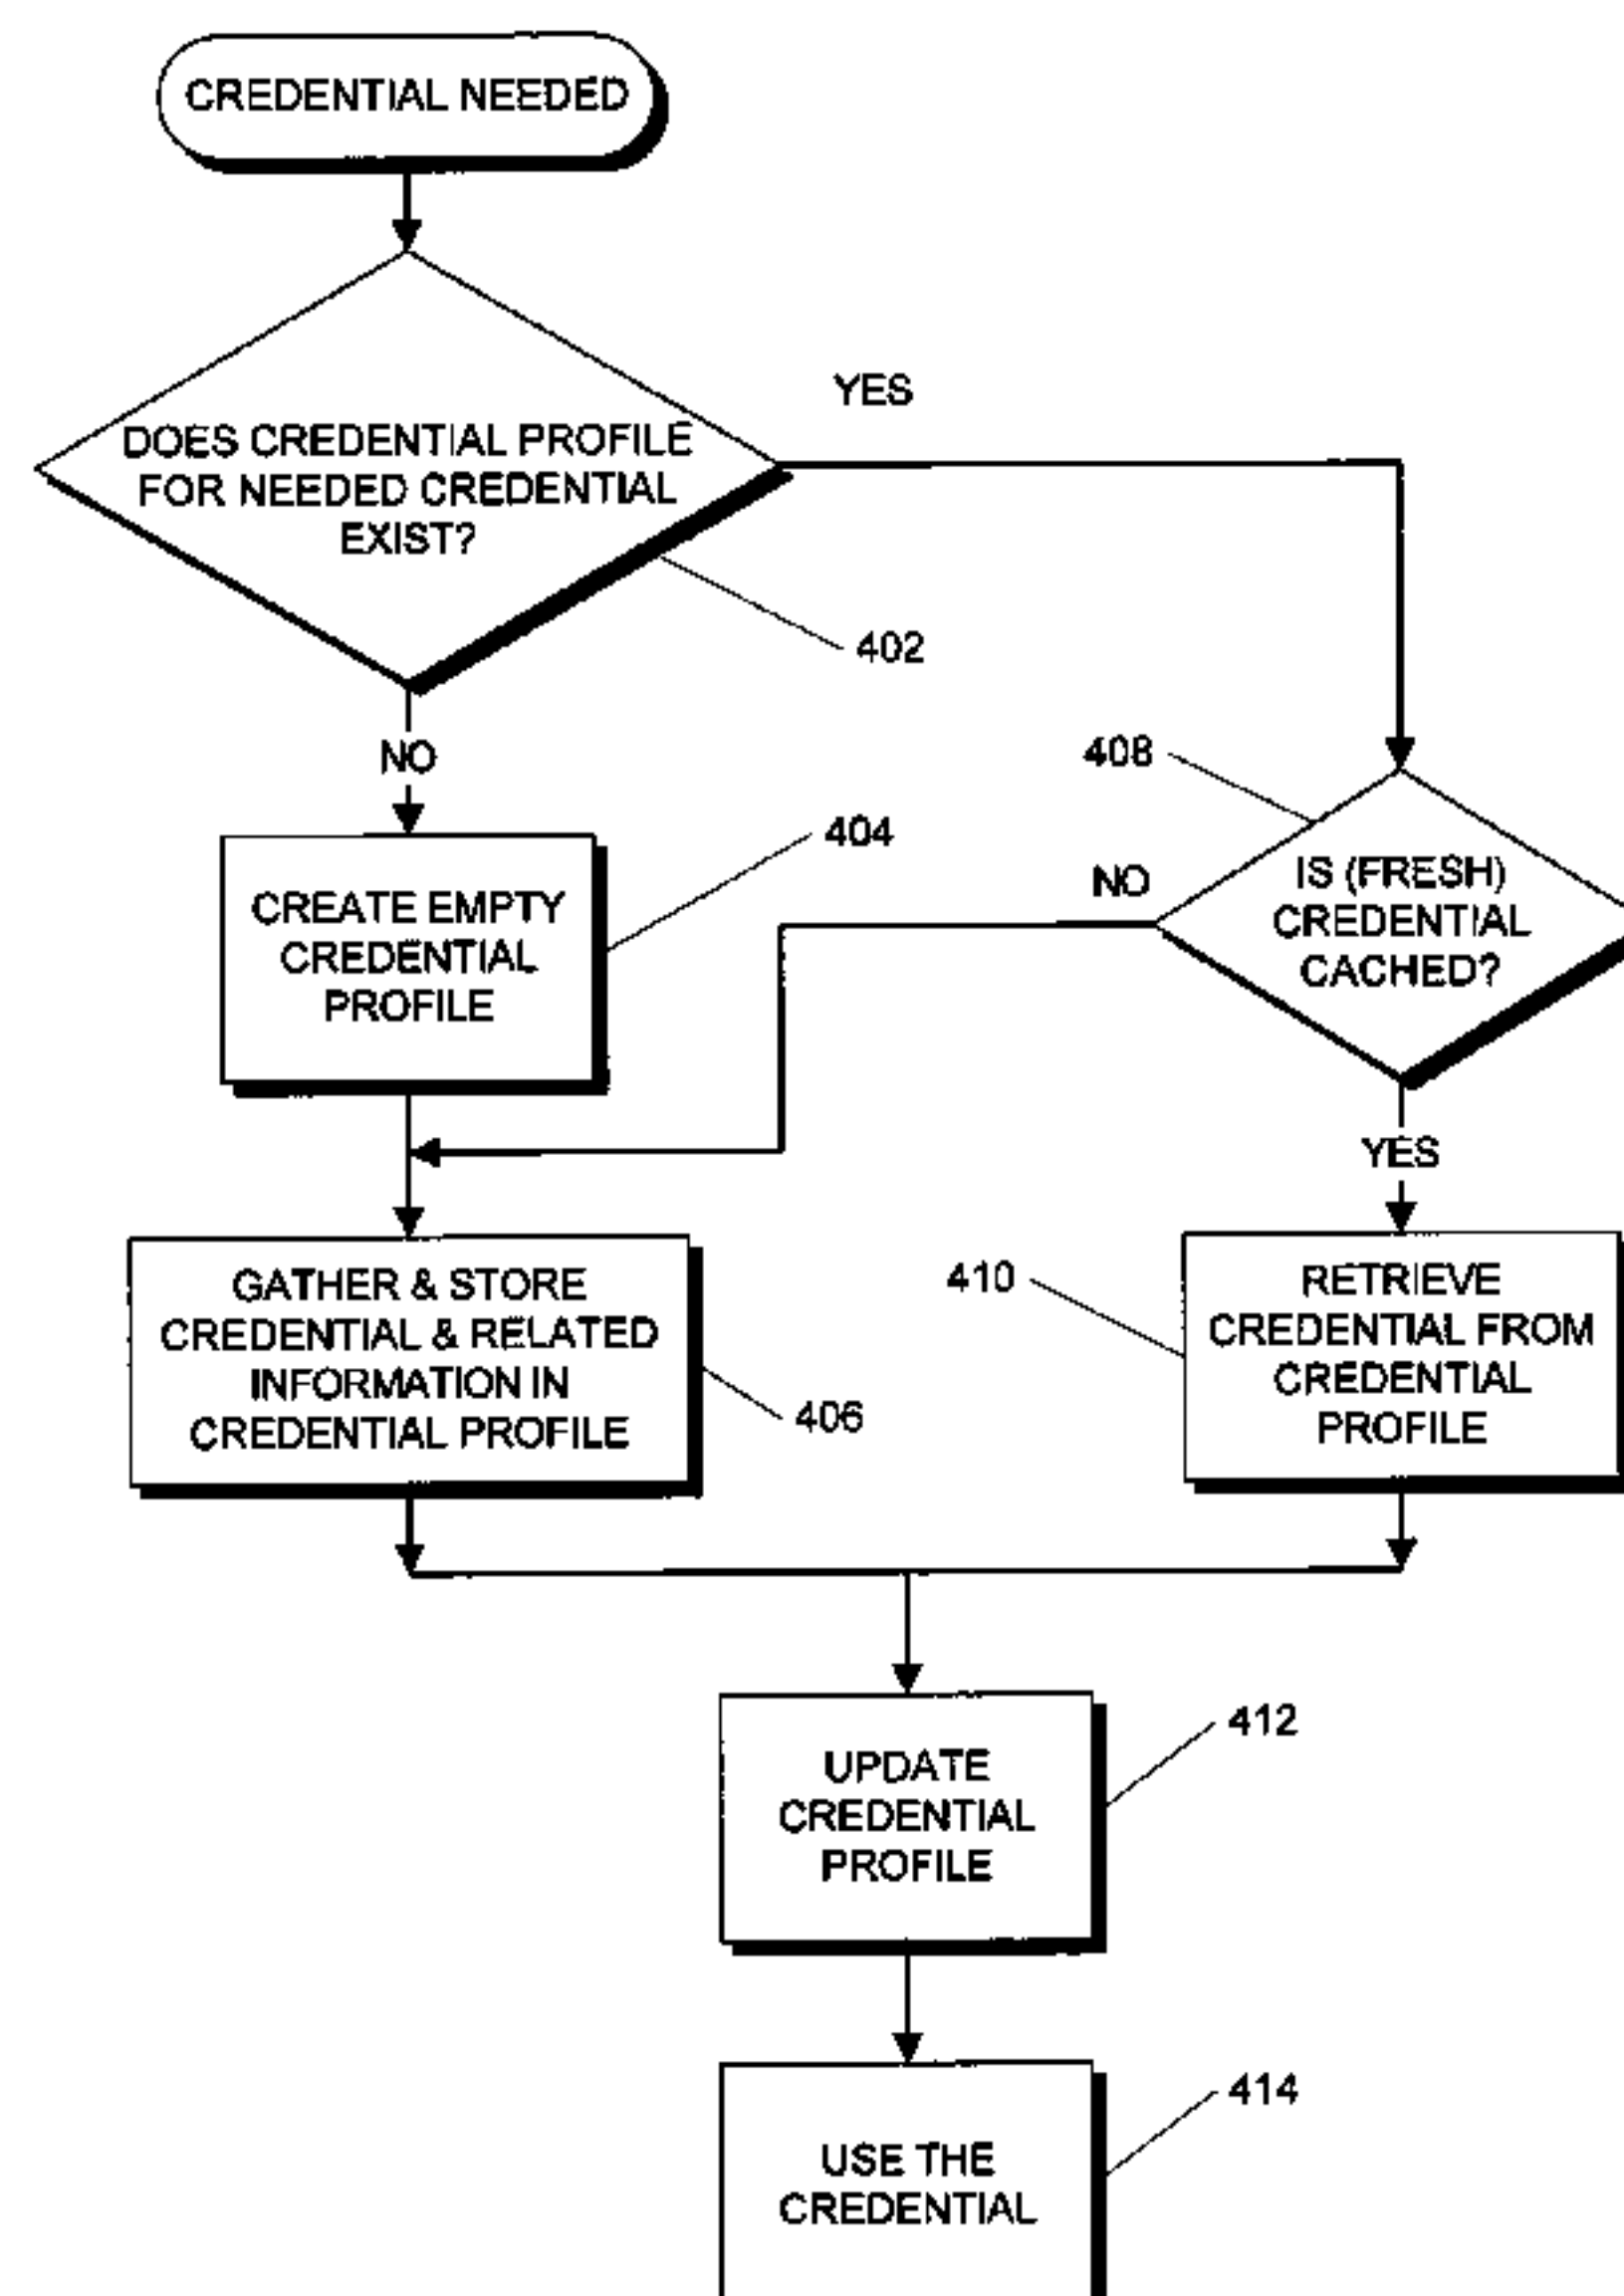 CREDENTIAL NEEDED
YES
DOES CREDENTIAL PROFILE
FOR NEEDED CREDENTIAL
EXIST?
402
NO
408
404
IS (FRESH)
CREDENTIAL
CACHED?
NO
CREATE EMPTY
CREDENTIAL
PROFILE
YES
GATHER & STORE
CREDENTIAL & RELATED
INFORMATION IN
CREDENTIAL PROFILE
406
410
RETRIEVE
CREDENTIAL FROM
CREDENTIAL
PROFILE
412
UPDATE
CREDENTIAL
PROFILE
414
USE THE
CREDENTIAL